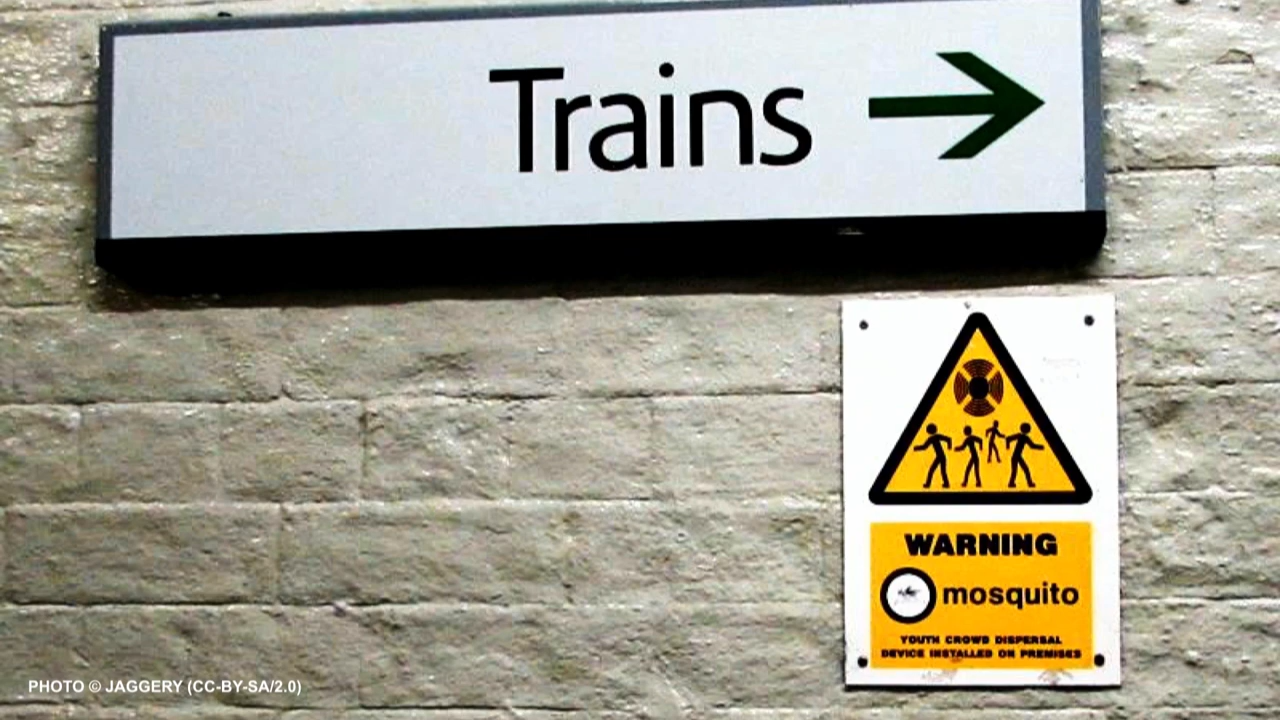 Trains
WARNING
mosquito
YOUTH CROWD DISPERSAL
DEVICE INSTALLED ON PREMISES
PHOTO © JAGGERY (CC-BY-SA/2.0)